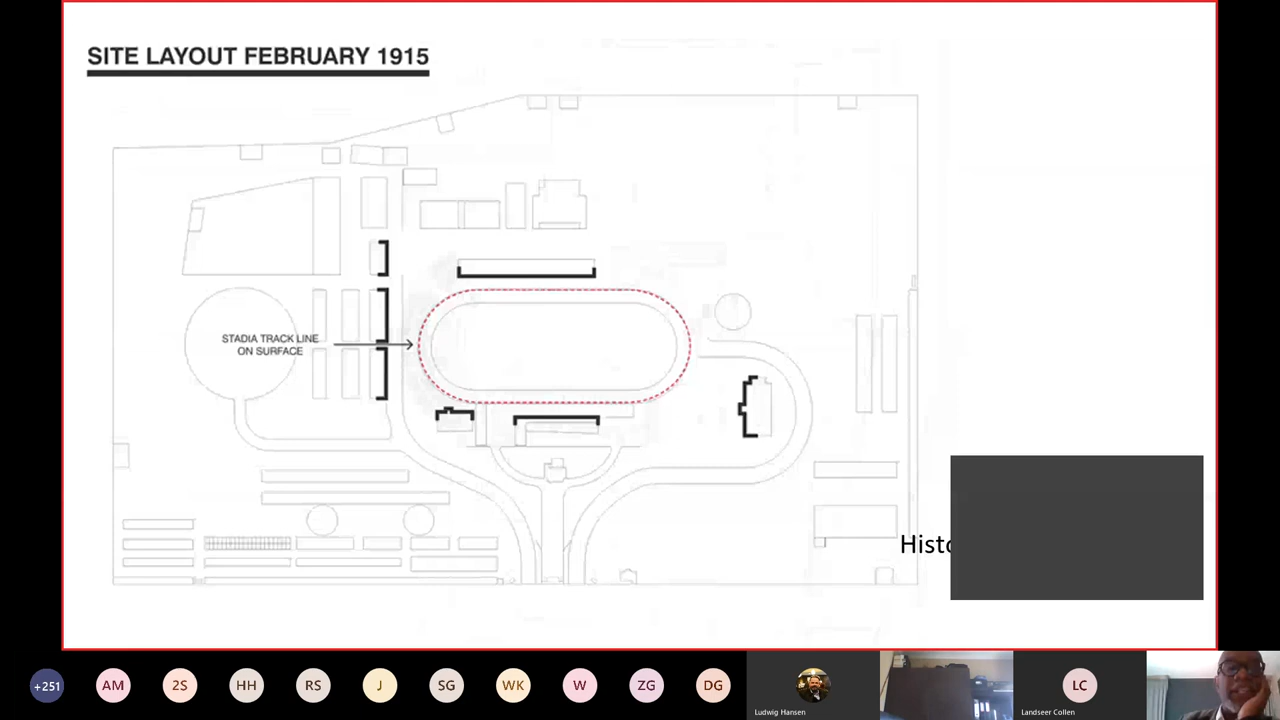 SITE LAYOUT FEBRUARY 1915
STADIA TRACK LINE
ON SURFACE
Histo
+251
AM
2S
HH
RS
J
SG
WK
W
ZG
DG
Ludwig Hansen
LC
Landseer Collen